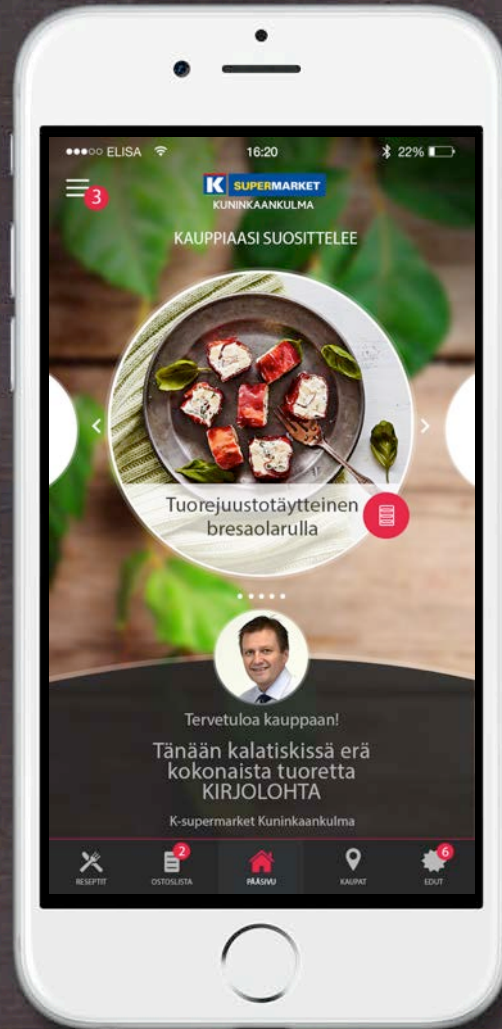 ●●●○○ ELISA 16:20 22%
3
K SUPERMARKET
KUNINKAANKULMA
KAUPPIAASI SUOSITTELEE
Tuorejuustotäytteinen
bresaolarulla
Tervetuloa kauppaan!
Tänään kalatiskissä erä
kokonaista tuoretta
KIRJOLOHTA
K-supermarket Kuninkaankulma
2 6
RESEPTIT OSTOSLISTA PÄÄSIVU KAUPAT EDUT